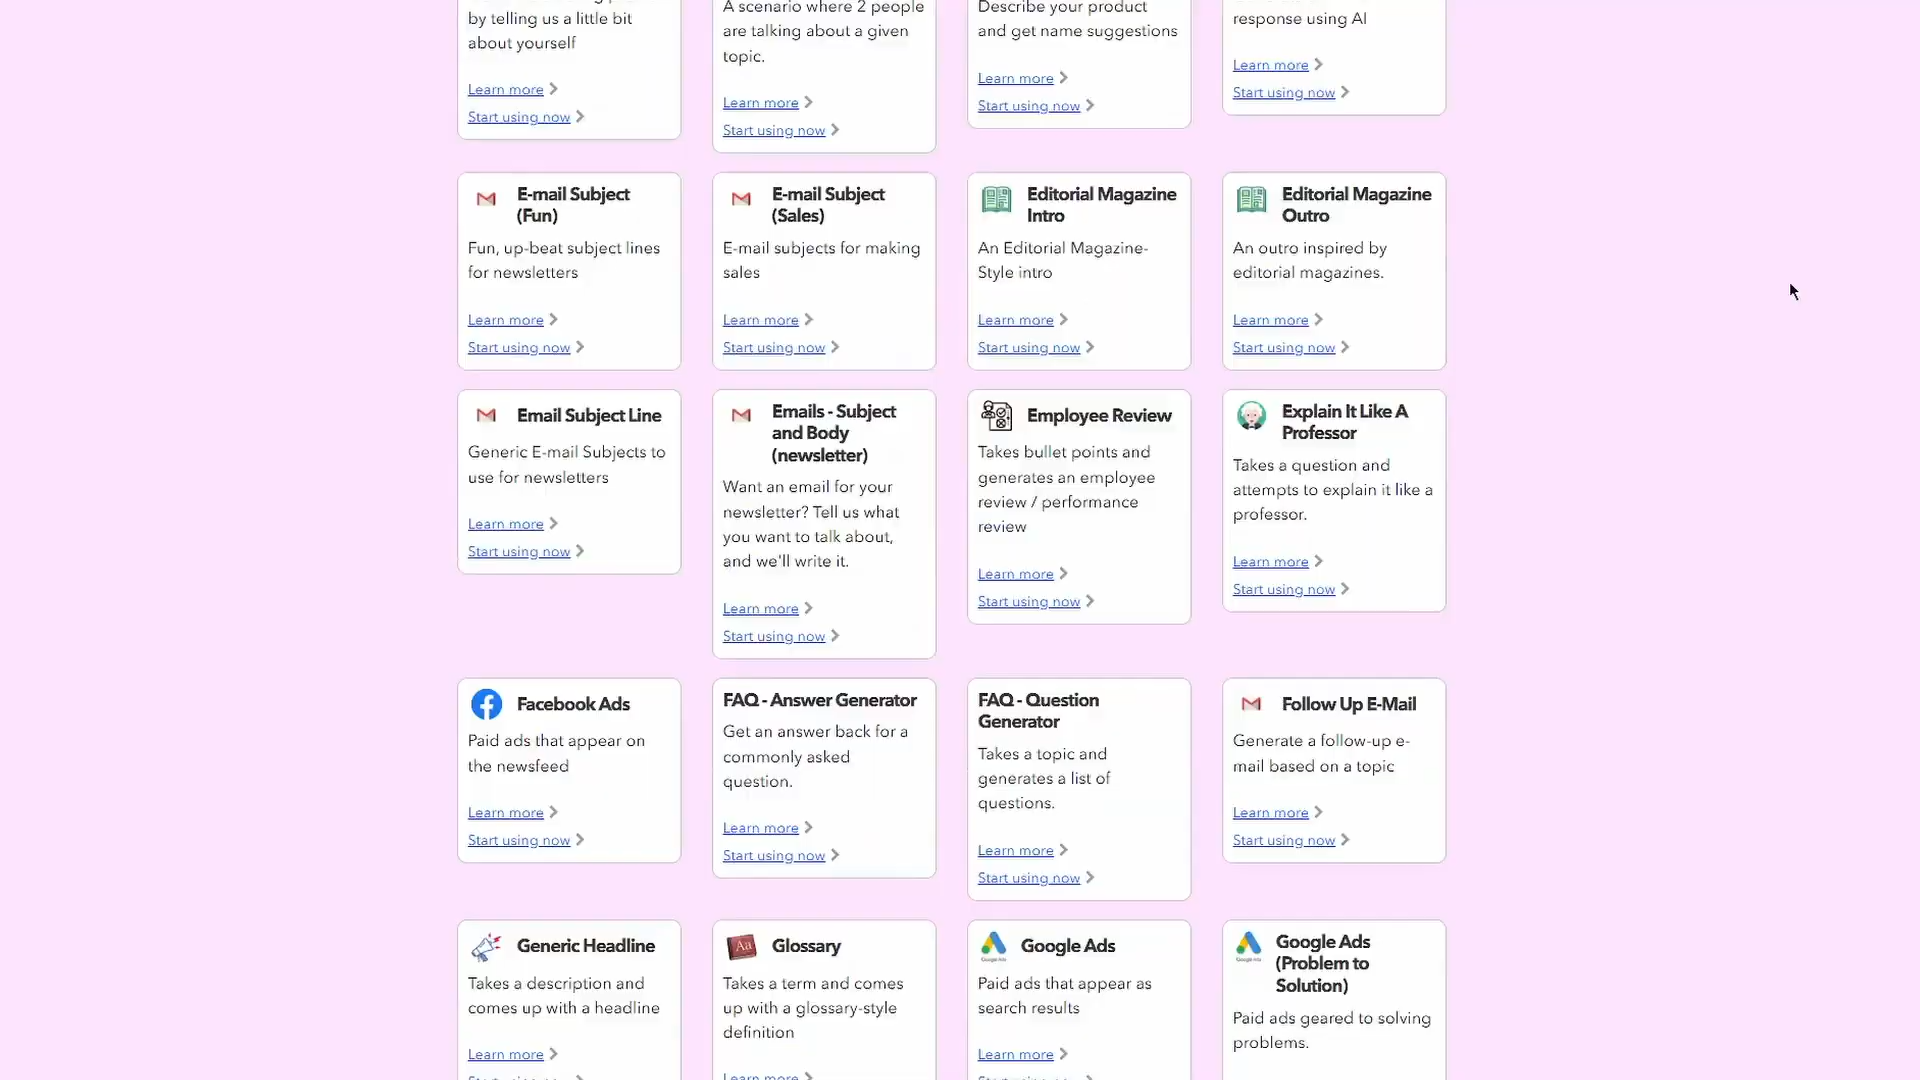 by telling us a little bit
about yourself
Learn more
Start using now
A scenario where 2 people
are talking about a given
topic.
Learn more
Start using now
Describe your product
and get name suggestions
Learn more
Start using now
response using AI
Learn more
Start using now
E-mail Subject
(Fun)
Fun, up-beat subject lines
for newsletters
Learn more
Start using now
E-mail Subject
(Sales)
E-mail subjects for making
sales
Learn more
Start using now
Editorial Magazine
Intro
An Editorial Magazine-
Style intro
Learn more
Start using now
Editorial Magazine
Outro
An outro inspired by
editorial magazines.
Learn more
Start using now
Email Subject Line
Generic E-mail Subjects to
use for newsletters
Learn more
Start using now
Emails - Subject
and Body
(newsletter)
Want an email for your
newsletter? Tell us what
you want to talk about,
and we'll write it.
Learn more
Start using now
Employee Review
Takes bullet points and
generates an employee
review / performance
review
Learn more
Start using now
Explain It Like A
Professor
Takes a question and
attempts to explain it like a
professor.
Learn more
Start using now
Facebook Ads
Paid ads that appear on
the newsfeed
Learn more
Start using now
FAQ - Answer Generator
Get an answer back for a
commonly asked
question.
Learn more
Start using now
FAQ - Question
Generator
Takes a topic and
generates a list of
questions.
Learn more
Start using now
Follow Up E-Mail
Generate a follow-up e-
mail based on a topic
Learn more
Start using now
Generic Headline
Takes a description and
comes up with a headline
Learn more
Aa
Glossary
Takes a term and comes
up with a glossary-style
definition
Learn more
Google Ads
Google Ads
Paid ads that appear as
search results
Learn more
Google Ads
Google Ads
(Problem to
Solution)
Paid ads geared to solving
problems.